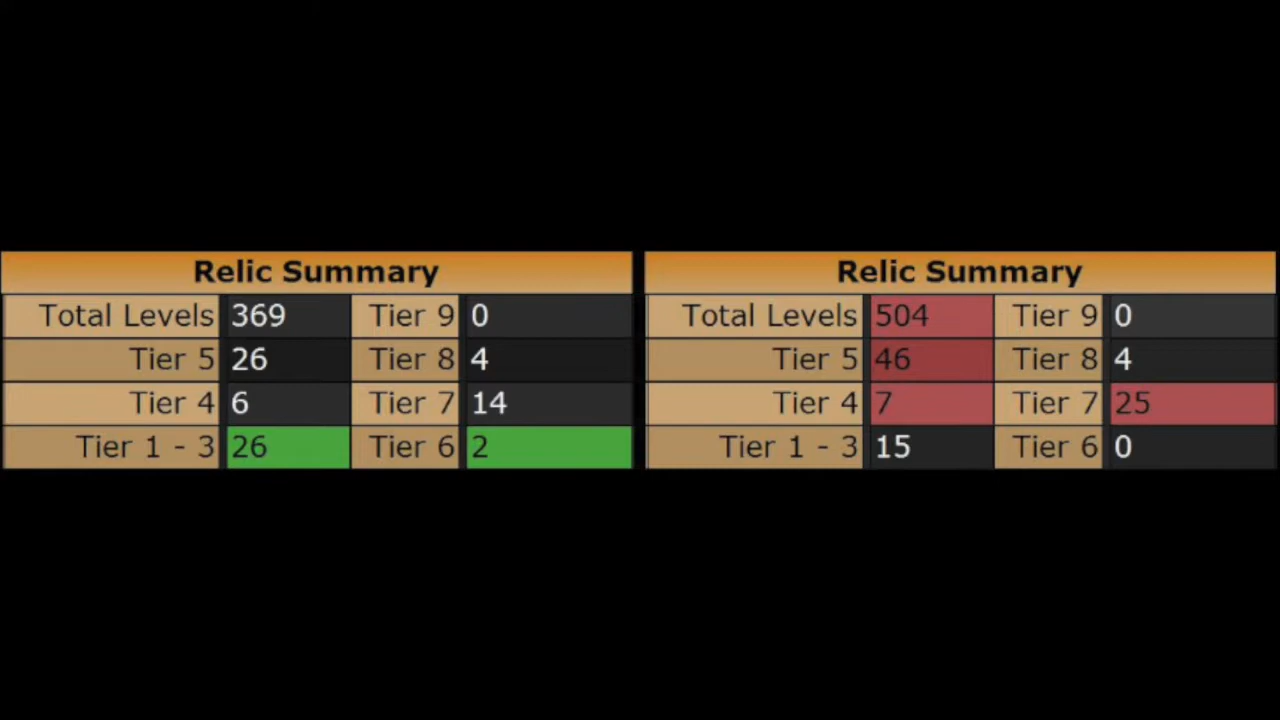 Relic Summary
Total Levels 369 Tier 9 0
Tier 5 26 Tier 8 4
Tier 4 6 Tier 7 14
Tier 1 - 3 26 Tier 6 2
Relic Summary
Total Levels 504 Tier 9 0
Tier 5 46 Tier 8 4
Tier 4 7 Tier 7 25
Tier 1 - 3 15 Tier 6 0